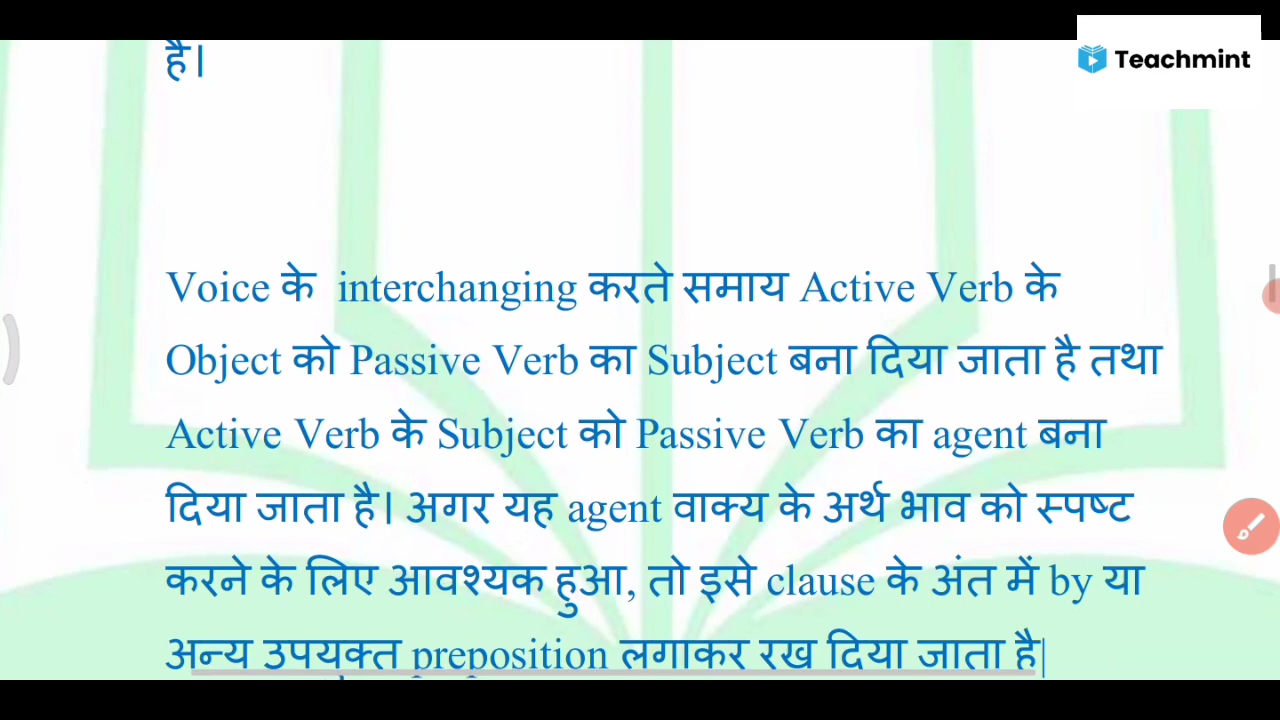 है।
Teachmint
Voice के interchanging करते समाय Active Verb के
Object को Passive Verb का Subject बना दिया जाता है तथा
Active Verb के Subject को Passive Verb का agent बना
दिया जाता है। अगर यह agent वाक्य के अर्थ भाव को स्पष्ट
करने के लिए आवश्यक हुआ, तो इसे clause के अंत में by या
अन्य उपयुक्त preposition लगाकर रख दिया जाता है|